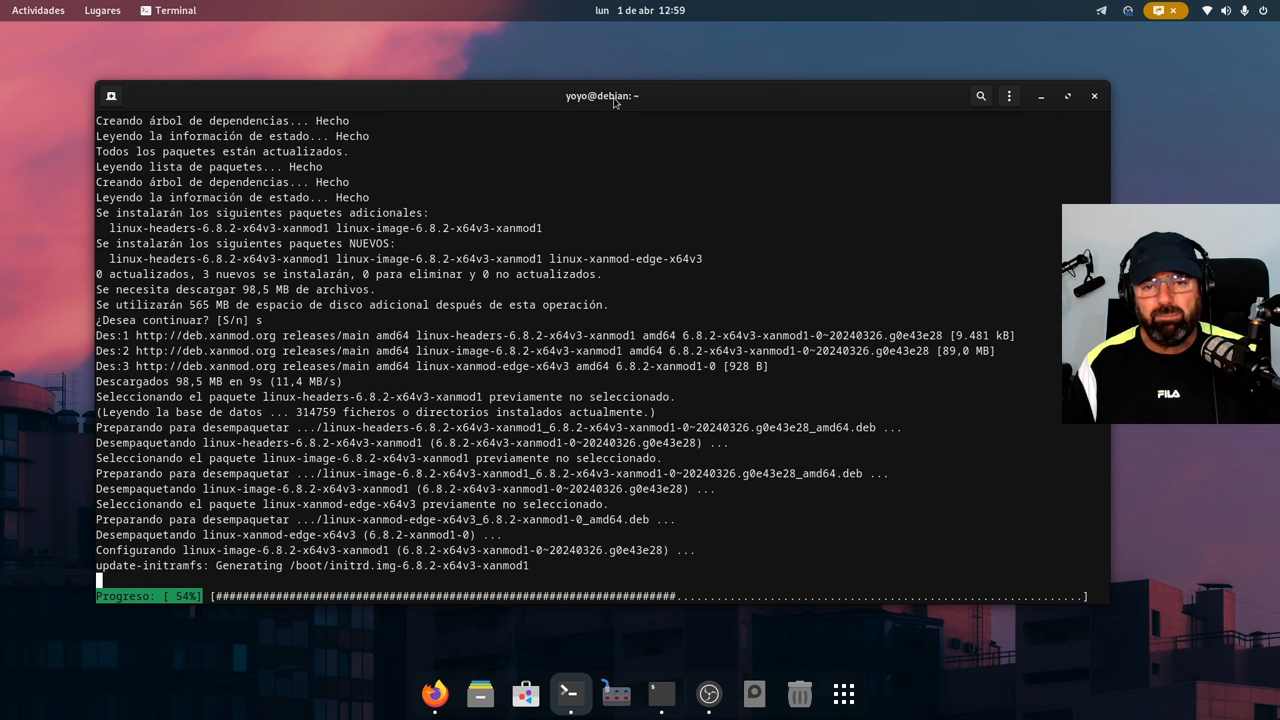 Actividades Lugares Terminal lun 1 de abr 12:59
yoyo@debian: ~
Creando árbol de dependencias... Hecho
Leyendo la información de estado... Hecho
Todos los paquetes están actualizados.
Leyendo lista de paquetes... Hecho
Creando árbol de dependencias... Hecho
Leyendo la información de estado... Hecho
Se instalarán los siguientes paquetes adicionales:
linux-headers-6.8.2-x64v3-xanmod1 linux-image-6.8.2-x64v3-xanmod1
Se instalarán los siguientes paquetes NUEVOS:
linux-headers-6.8.2-x64v3-xanmod1 linux-image-6.8.2-x64v3-xanmod1 linux-xanmod-edge-x64v3
0 actualizados, 3 nuevos se instalarán, 0 para eliminar y 0 no actualizados.
Se necesita descargar 98,5 MB de archivos.
Se utilizarán 565 MB de espacio de disco adicional después de esta operación.
¿Desea continuar? [S/n] s
Des:1 http://deb.xanmod.org releases/main amd64 linux-headers-6.8.2-x64v3-xanmod1 amd64 6.8.2-x64v3-xanmod1-0~20240326.g0e43e28 [9.481 kB]
Des:2 http://deb.xanmod.org releases/main amd64 linux-image-6.8.2-x64v3-xanmod1 amd64 6.8.2-x64v3-xanmod1-0~20240326.g0e43e28 [89,0 MB]
Des:3 http://deb.xanmod.org releases/main amd64 linux-xanmod-edge-x64v3 amd64 6.8.2-xanmod1-0 [928 B]
Descargados 98,5 MB en 9s (11,4 MB/s)
Seleccionando el paquete linux-headers-6.8.2-x64v3-xanmod1 previamente no seleccionado.
(Leyendo la base de datos ... 314759 ficheros o directorios instalados actualmente.)
Preparando para desempaquetar .../linux-headers-6.8.2-x64v3-xanmod1_6.8.2-x64v3-xanmod1-0~20240326.g0e43e28_amd64.deb ...
Desempaquetando linux-headers-6.8.2-x64v3-xanmod1 (6.8.2-x64v3-xanmod1-0~20240326.g0e43e28) ...
Seleccionando el paquete linux-image-6.8.2-x64v3-xanmod1 previamente no seleccionado.
Preparando para desempaquetar .../linux-image-6.8.2-x64v3-xanmod1_6.8.2-x64v3-xanmod1-0~20240326.g0e43e28_amd64.deb ...
Desempaquetando linux-image-6.8.2-x64v3-xanmod1 (6.8.2-x64v3-xanmod1-0~20240326.g0e43e28) ...
Seleccionando el paquete linux-xanmod-edge-x64v3 previamente no seleccionado.
Preparando para desempaquetar .../linux-xanmod-edge-x64v3_6.8.2-xanmod1-0_amd64.deb ...
Desempaquetando linux-xanmod-edge-x64v3 (6.8.2-xanmod1-0) ...
Configurando linux-image-6.8.2-x64v3-xanmod1 (6.8.2-x64v3-xanmod1-0~20240326.g0e43e28) ...
update-initramfs: Generating /boot/initrd.img-6.8.2-x64v3-xanmod1
Progreso: [ 54%] [#####################################################################.............................................................]
FILA